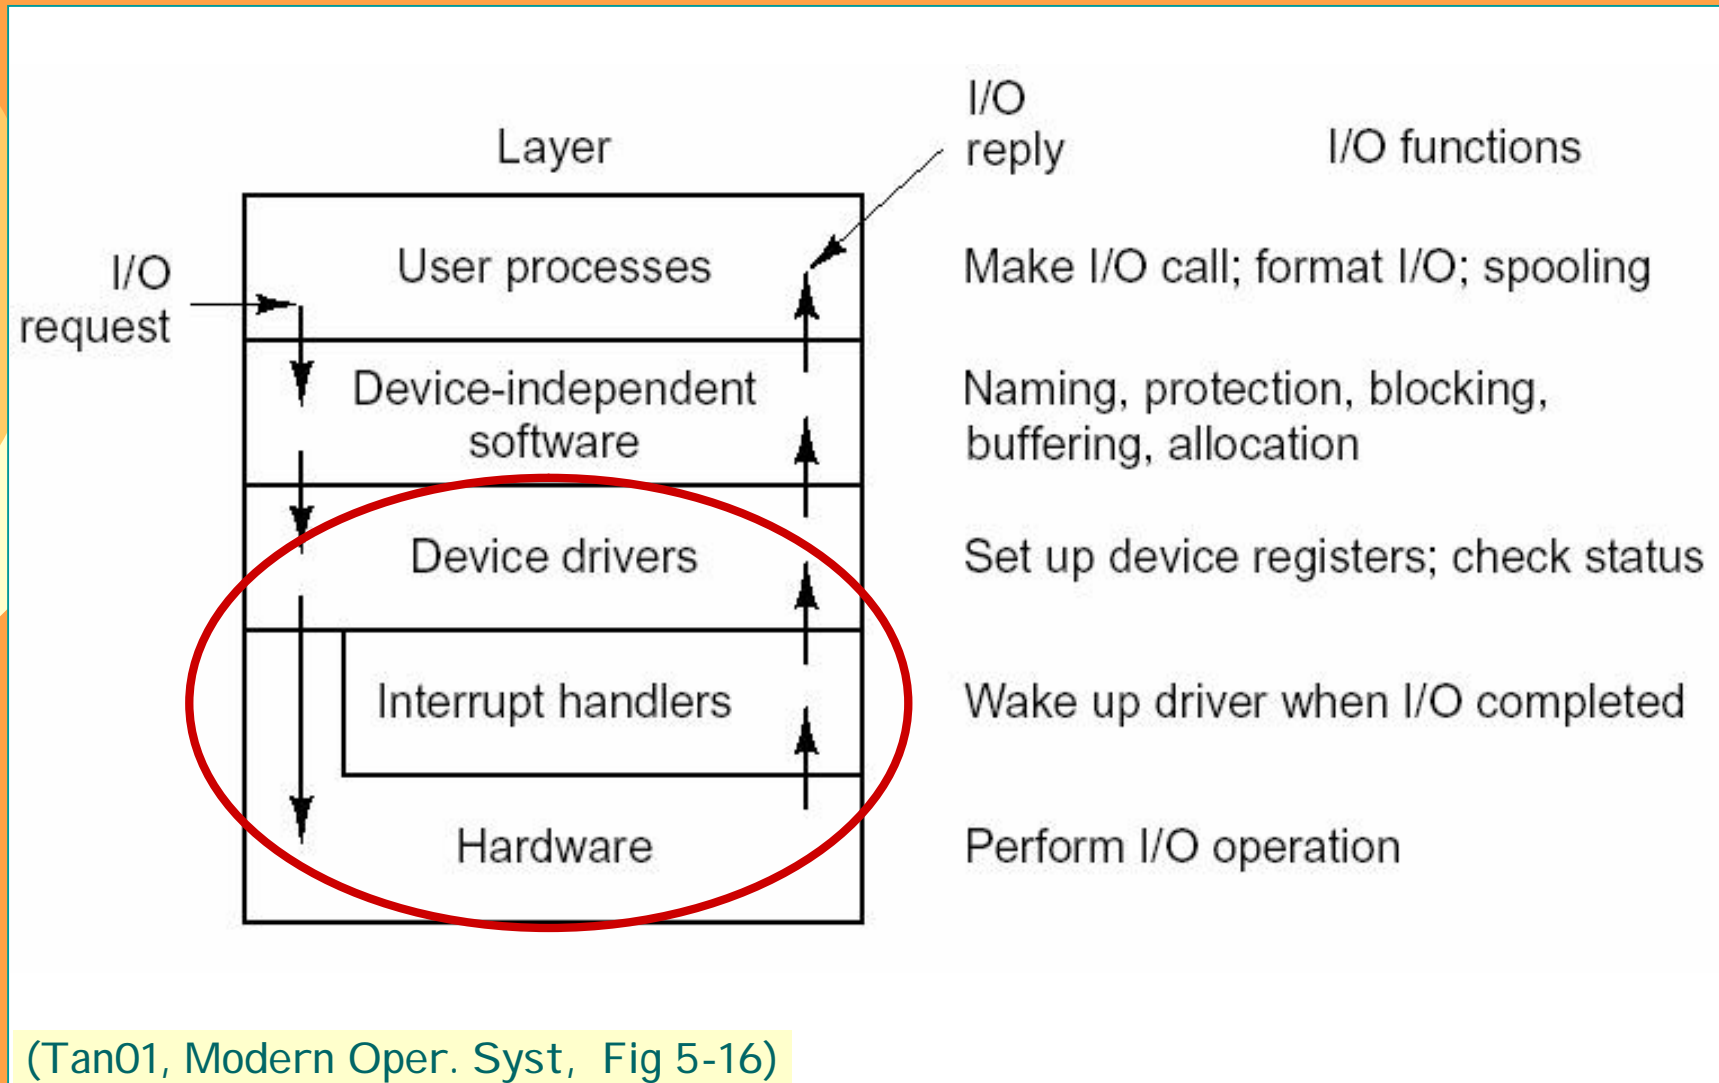 Layer
I/O
reply
I/O functions
I/O
request
User processes
Make I/O call; format I/O; spooling
Device-independent
software
Naming, protection, blocking,
buffering, allocation
Device drivers
Set up device registers; check status
Interrupt handlers
Wake up driver when I/O completed
Hardware
Perform I/O operation
(Tan01, Modern Oper. Syst, Fig 5-16)